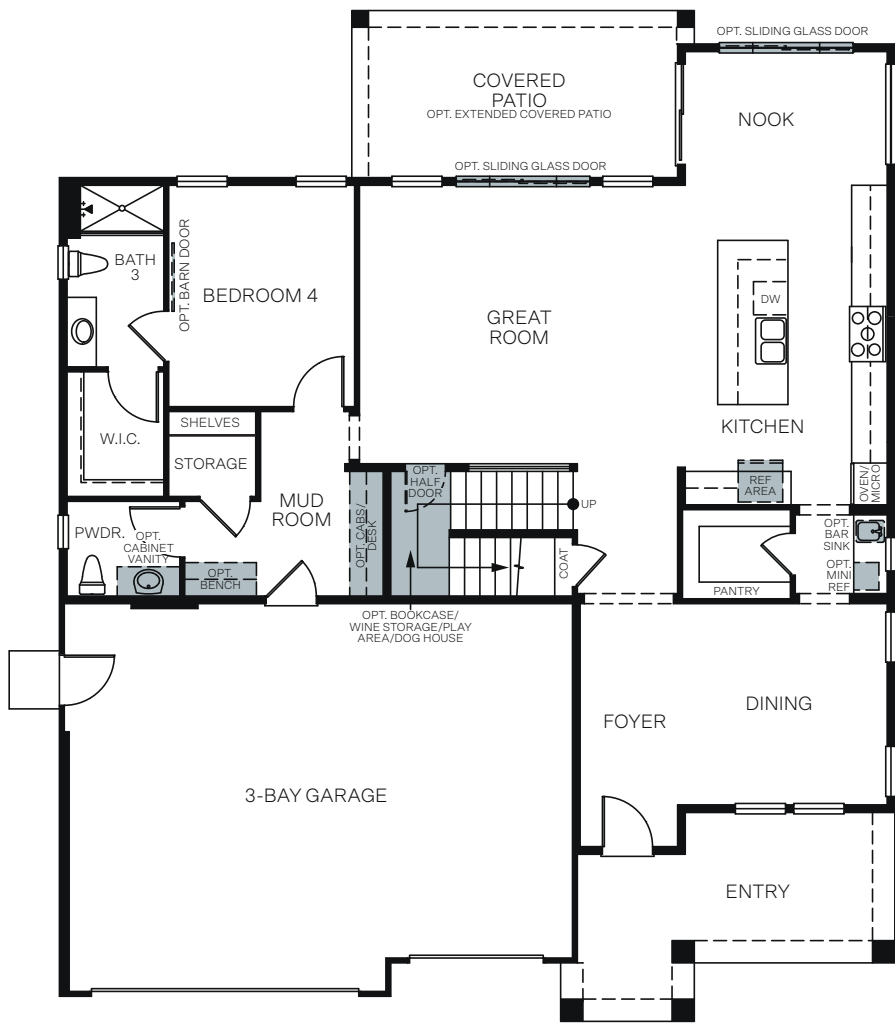 OPT. SLIDING GLASS DOOR
COVERED
PATIO
OPT. EXTENDED COVERED PATIO
NOOK
OPT. SLIDING GLASS DOOR
BATH
3
OPT. BARN DOOR
BEDROOM 4
GREAT
ROOM
DW
KITCHEN
W.I.C.
SHELVES
STORAGE
MUD
ROOM
OPT. CABS/
DESK
OPT.
HALF
DOOR
UP
REF
AREA
OVEN/
MICRO
PWDR.
OPT.
CABINET
VANITY
OPT.
BENCH
COAT
PANTRY
OPT.
BAR
SINK
OPT.
MINI
REF
OPT. BOOKCASE/
WINE STORAGE/PLAY
AREA/DOG HOUSE
FOYER
DINING
3-BAY GARAGE
ENTRY